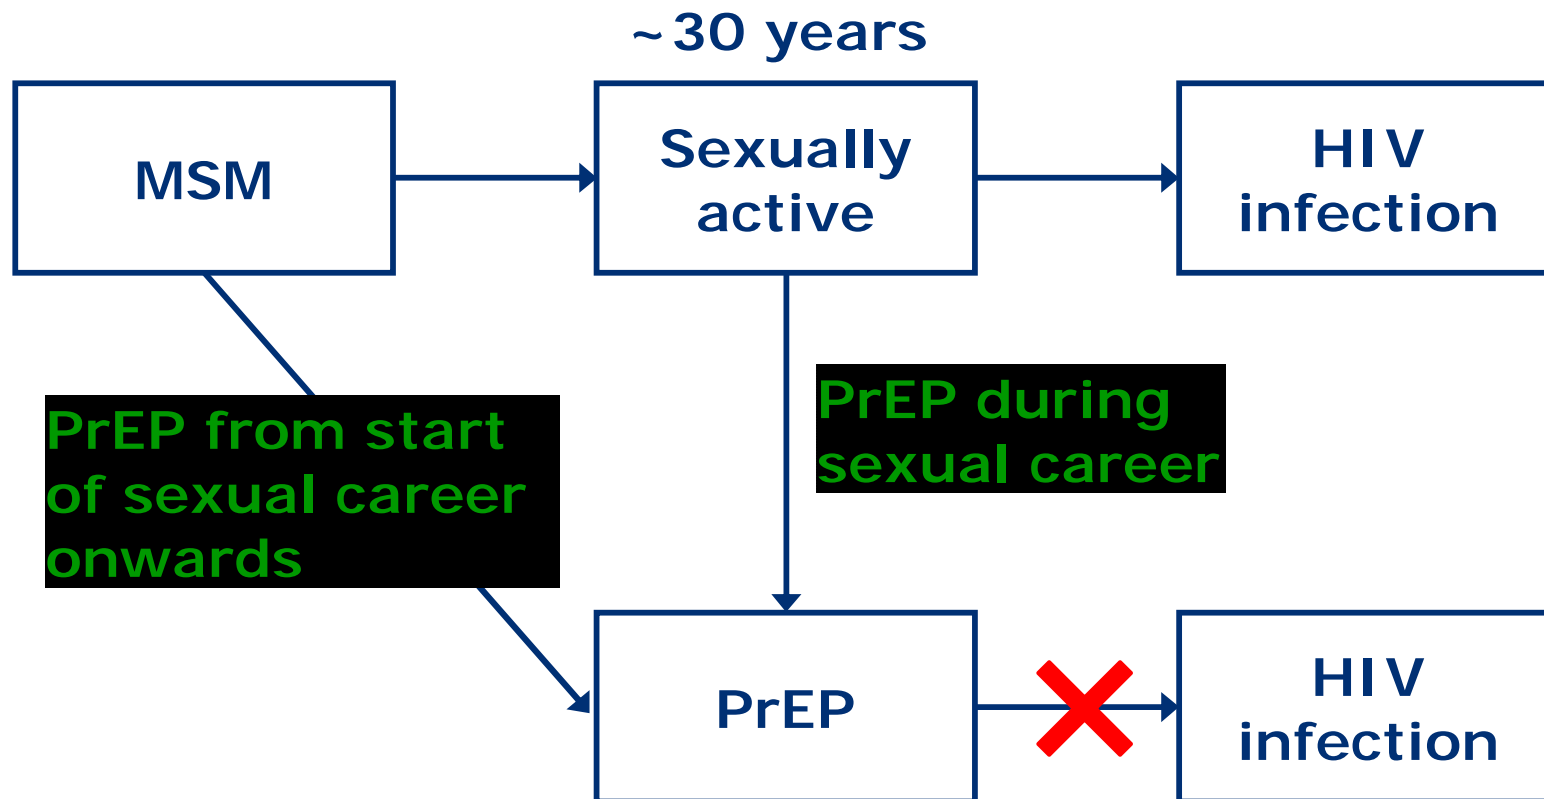 ~30 years
MSM
Sexually
active
HIV
infection
PrEP from start
of sexual career
onwards
PrEP during
sexual career
PrEP
HIV
infection